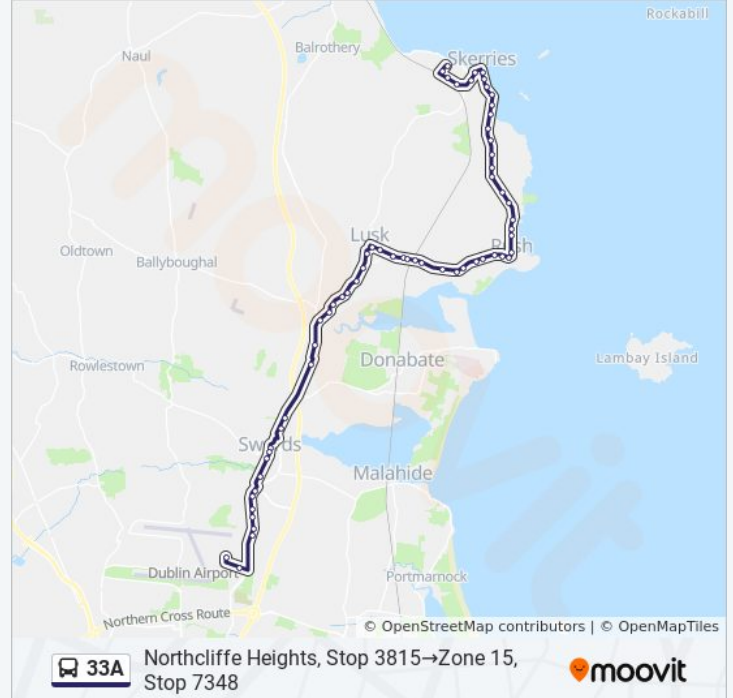 Rockabill
Naul
Balrothery
Skerries
Lusk
Rush
Oldtown
Ballyboughal
Donabate
Lambay Island
Rowlestown
Swords
Malahide
Dublin Airport
Portmarnock
Northern Cross Route
© OpenStreetMap contributors | © OpenMapTiles
33A
Northcliffe Heights, Stop 3815→Zone 15,
Stop 7348
moovit